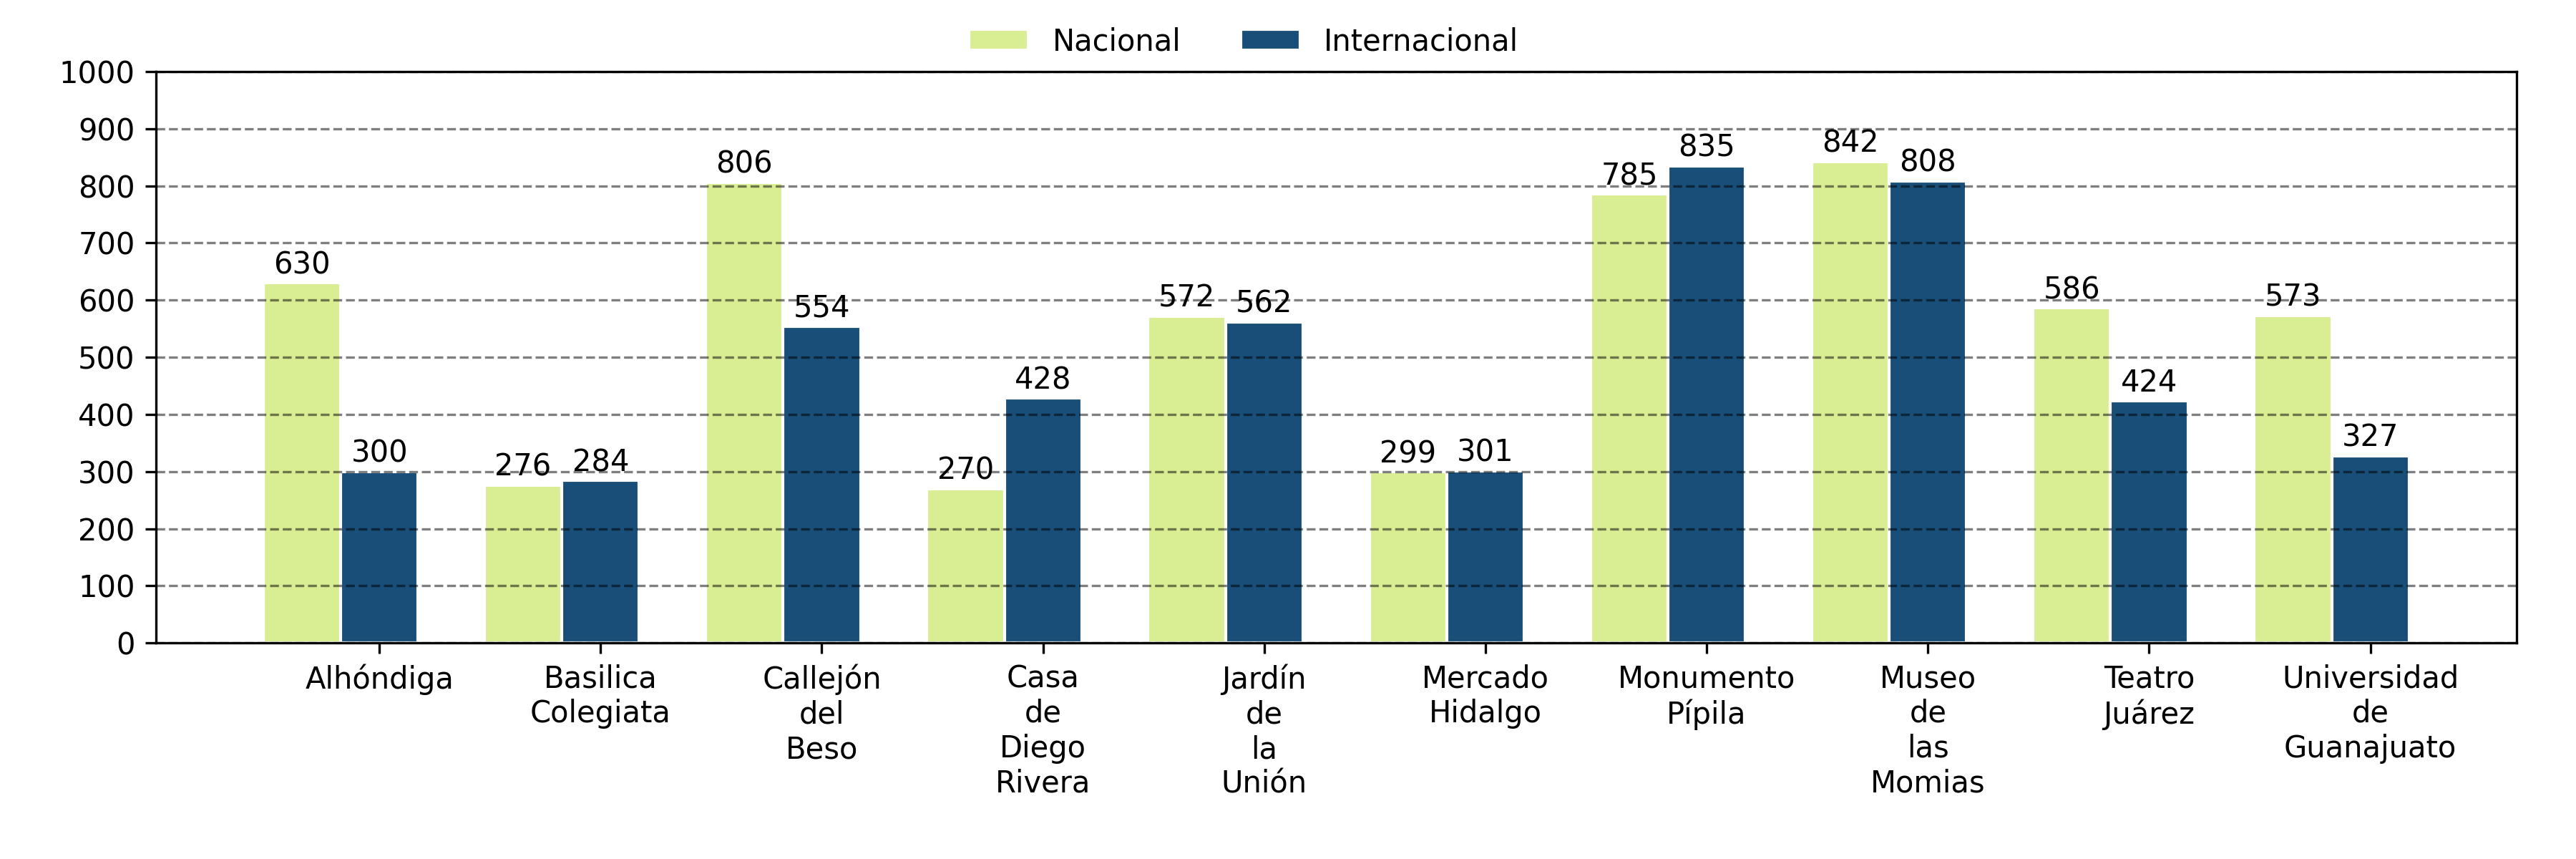 Nacional Internacional
1000
900
800
700
600
500
400
300
200
100
0
630 300 276 284 806 554 270 428 572 562 299 301 785 835 842 808 586 424 573 327
Alhóndiga
Basilica
Colegiata
Callejón
del
Beso
Casa
de
Diego
Rivera
Jardín
de
la
Unión
Mercado
Hidalgo
Monumento
Pípila
Museo
de
las
Momias
Teatro
Juárez
Universidad
de
Guanajuato